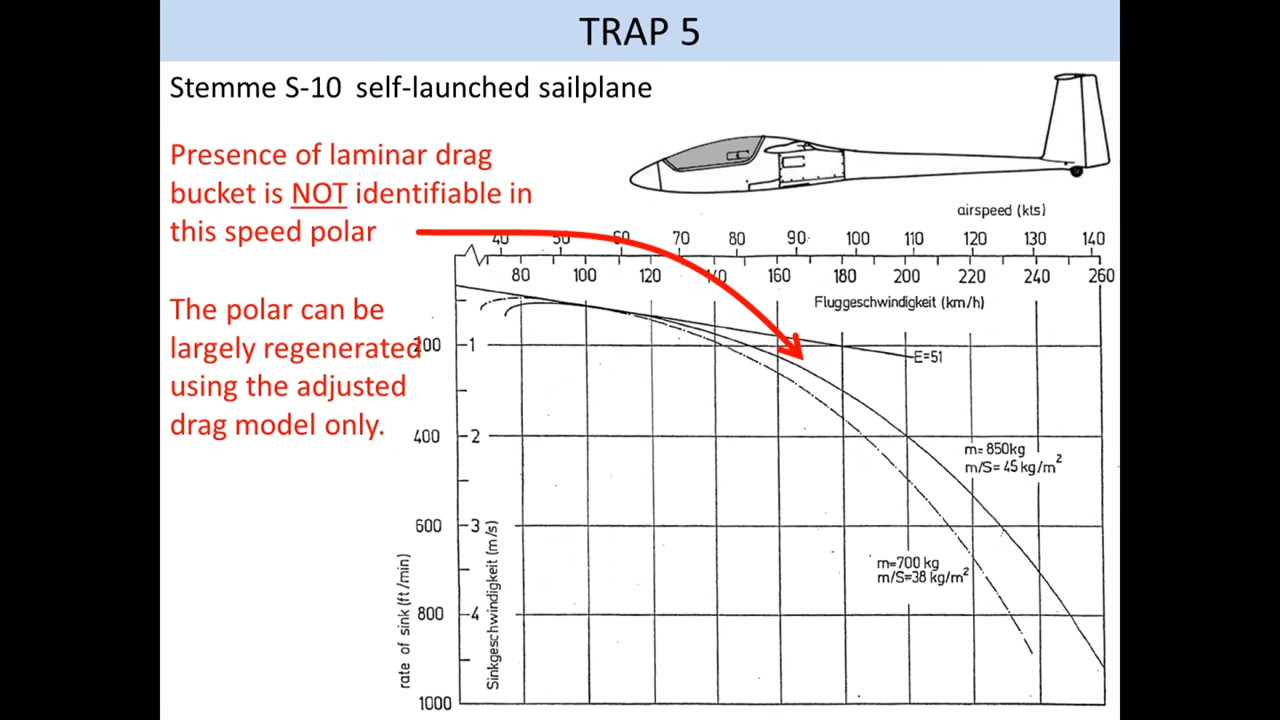 TRAP 5
Stemme S-10 self-launched sailplane
Presence of laminar drag
bucket is NOT identifiable in
this speed polar
The polar can be
largely regenerated
using the adjusted
drag model only.
airspeed (kts)
40 50 60 70 80 90 100 110 120 130 140
80 100 120 140 160 180 200 220 240 260
Fluggeschwindigkeit (km/h)
200 -1
E=51
400 -2
m= 850kg
m/S= 45 kg/m²
600 -3
m=700 kg
m/S=38 kg/m²
800 -4
1000
rate of sink (ft/min)
Sinkgeschwindigkeit (m/s)